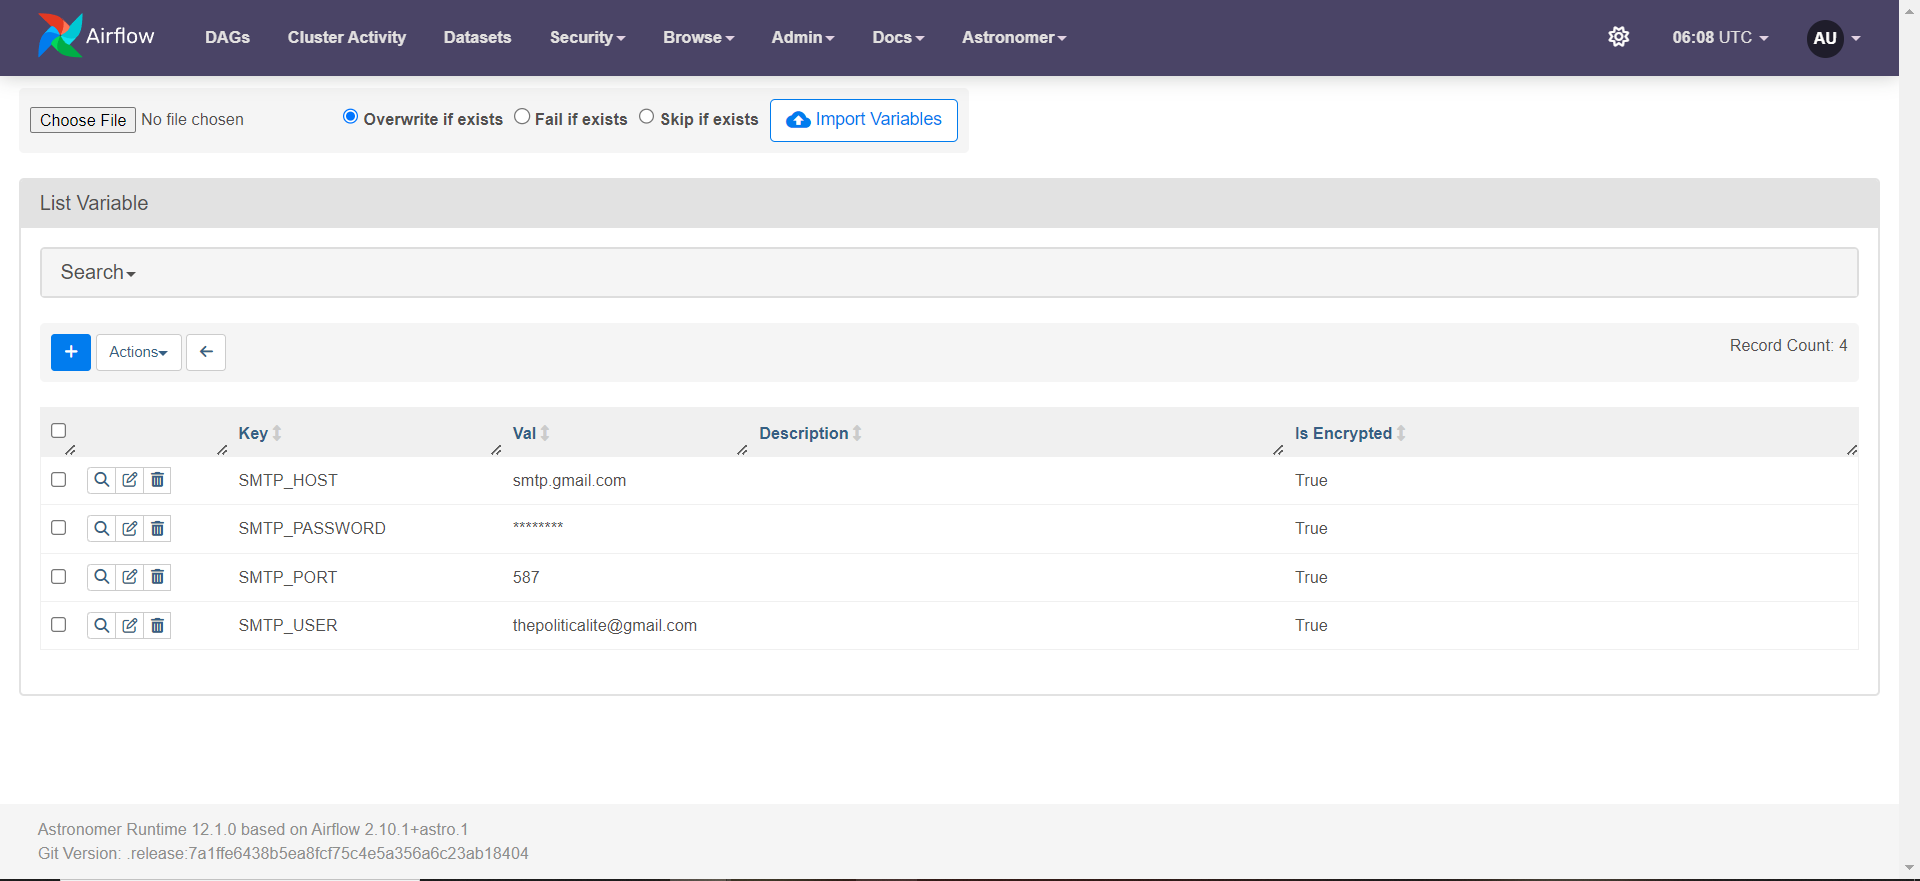 Airflow DAGs Cluster Activity Datasets Security Browse Admin Docs Astronomer 06:08 UTC AU
Choose File No file chosen Overwrite if exists Fail if exists Skip if exists Import Variables
List Variable
Search
+ Actions Record Count: 4
Key Val Description Is Encrypted
SMTP_HOST smtp.gmail.com True
SMTP_PASSWORD ******** True
SMTP_PORT 587 True
SMTP_USER thepoliticalite@gmail.com True
Astronomer Runtime 12.1.0 based on Airflow 2.10.1+astro.1
Git Version: .release:7a1ffe6438b5ea8fcf75c4e5a356a6c23ab18404